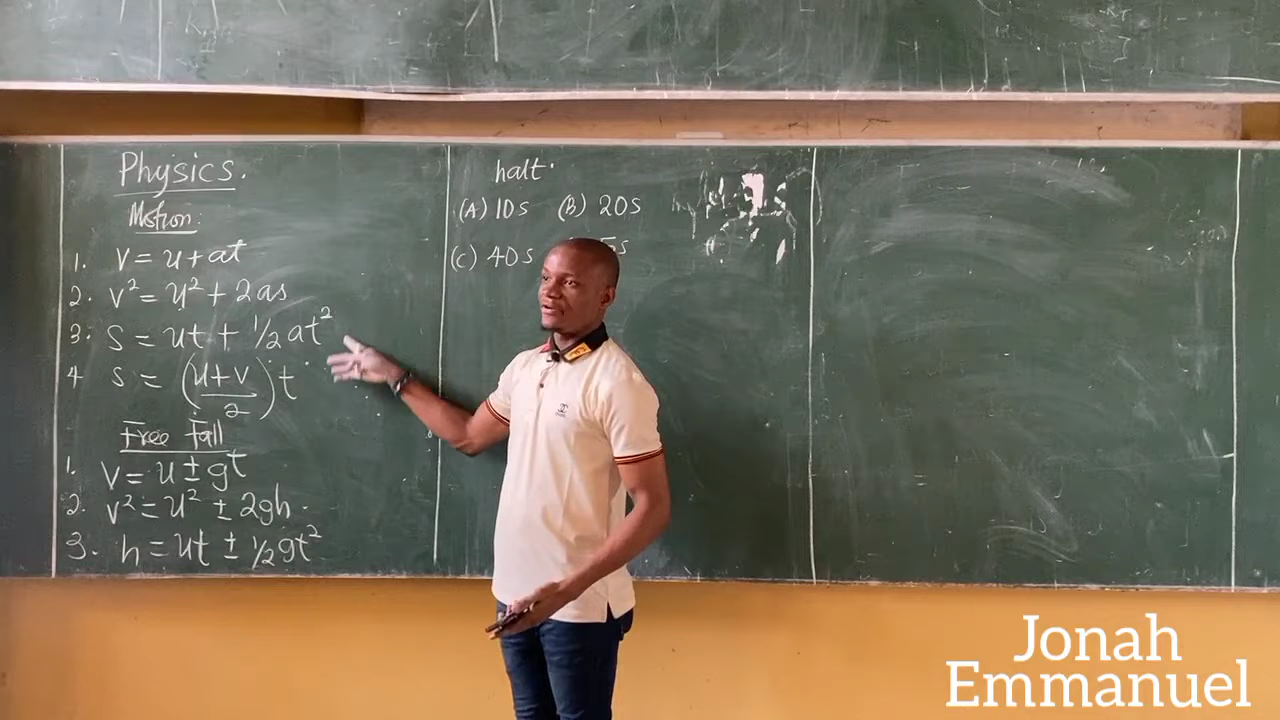 Physics.
Motion:
1. V = u + at
2. V² = u² + 2as
3. S = ut + ½at²
4 S = (u+v/2)t
Free Fall
1. V = u ± gt
2. V² = u² ± 2gh.
3. h = ut ± ½gt²
halt.
(A) 10s (B) 20s
(C) 40s 5s
Jonah
Emmanuel